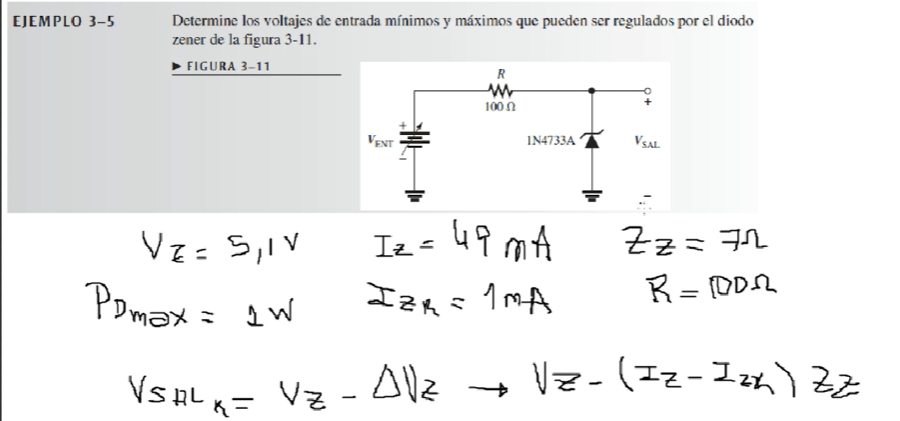 EJEMPLO 3–5 Determine los voltajes de entrada mínimos y máximos que pueden ser regulados por el diodo
zener de la figura 3-11.
▶ FIGURA 3–11
R
100 Ω
+
+
VENT
1N4733A
VSAL
–
–
VZ = 5,1V IZ = 49 mA ZZ = 7Ω
PDmax = 1W IZK = 1mA R = 100Ω
VSALK = VZ - ΔVZ → VZ - (IZ - IZK) ZZ